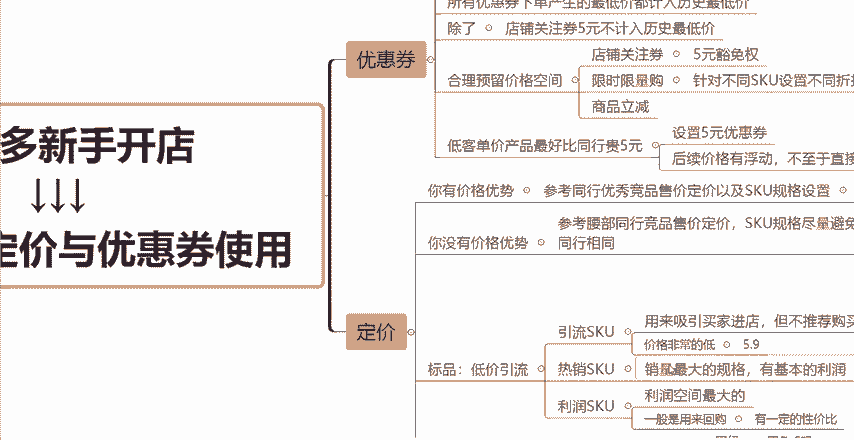 所有优惠券下单产生的最低价都计入历史最低价
除了 店铺关注券5元不计入历史最低价
优惠券
店铺关注券 5元豁免权
合理预留价格空间 限时限量购 针对不同SKU设置不同折
商品立减
多新手开店
设置5元优惠券
低客单价产品最好比同行贵5元
后续价格有浮动，不至于直接
↓↓↓
你有价格优势 参考同行优秀竞品售价定价以及SKU规格设置
定价与优惠券使用
参考腰部同行竞品售价定价，SKU规格尽量避免
你没有价格优势 同行相同
定价
引流SKU 用来吸引买家进店，但不推荐购买
价格非常的低 5.9
标品：低价引流 热销SKU 销量最大的规格，有基本的利润
利润空间最大的
利润SKU
一般是用来回购 有一定的性价比